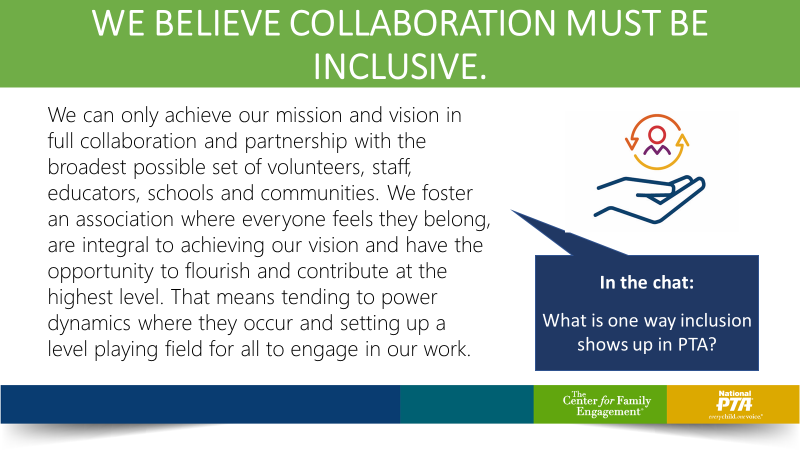 WE BELIEVE COLLABORATION MUST BE
INCLUSIVE.
We can only achieve our mission and vision in
full collaboration and partnership with the
broadest possible set of volunteers, staff,
educators, schools and communities. We foster
an association where everyone feels they belong,
are integral to achieving our vision and have the
opportunity to flourish and contribute at the
highest level. That means tending to power
dynamics where they occur and setting up a
level playing field for all to engage in our work.
In the chat:
What is one way inclusion
shows up in PTA?
The
Center for Family
Engagement
National
PTA
everychild.onevoice.